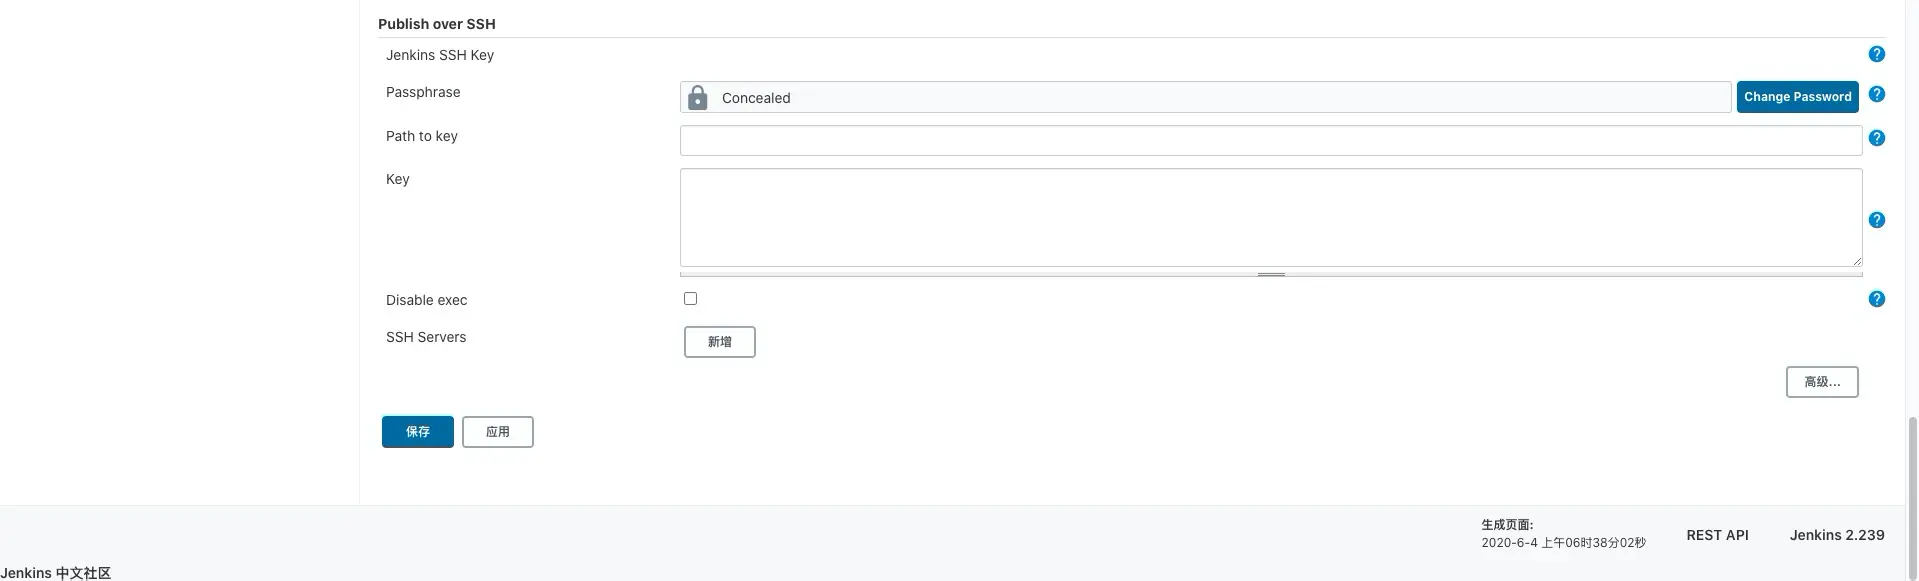 Publish over SSH
Jenkins SSH Key
Passphrase
Concealed
Change Password
Path to key
Key
Disable exec
SSH Servers
新增
高级...
保存
应用
生成页面:
2020-6-4 上午06时38分02秒
REST API
Jenkins 2.239
Jenkins 中文社区